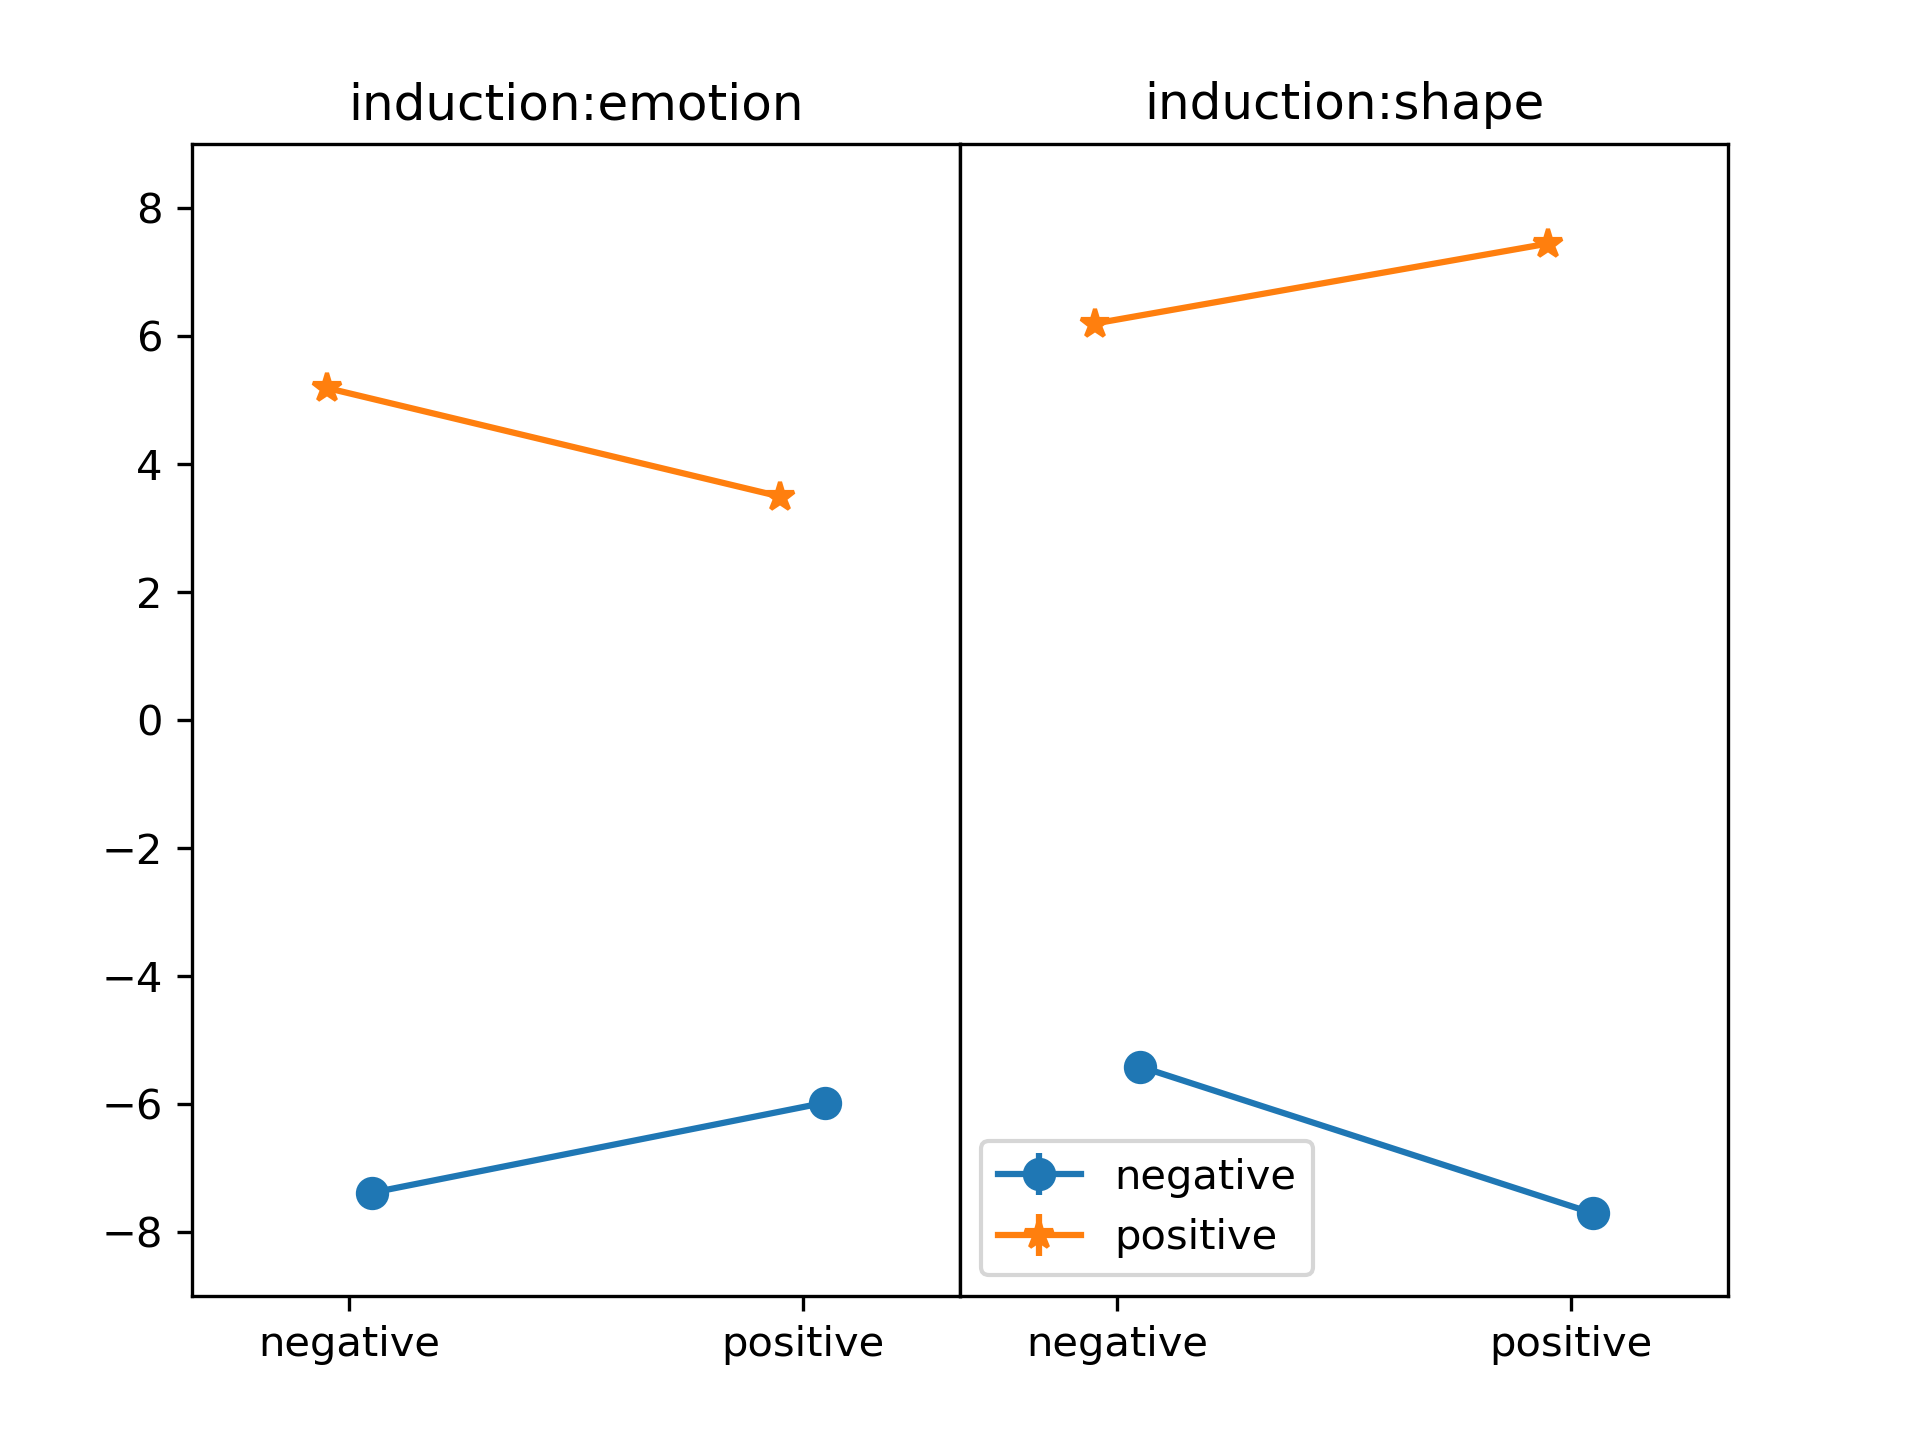 induction:emotion
induction:shape
8
6
4
2
0
−2
−4
−6
−8
negative
positive
negative
positive
negative
positive